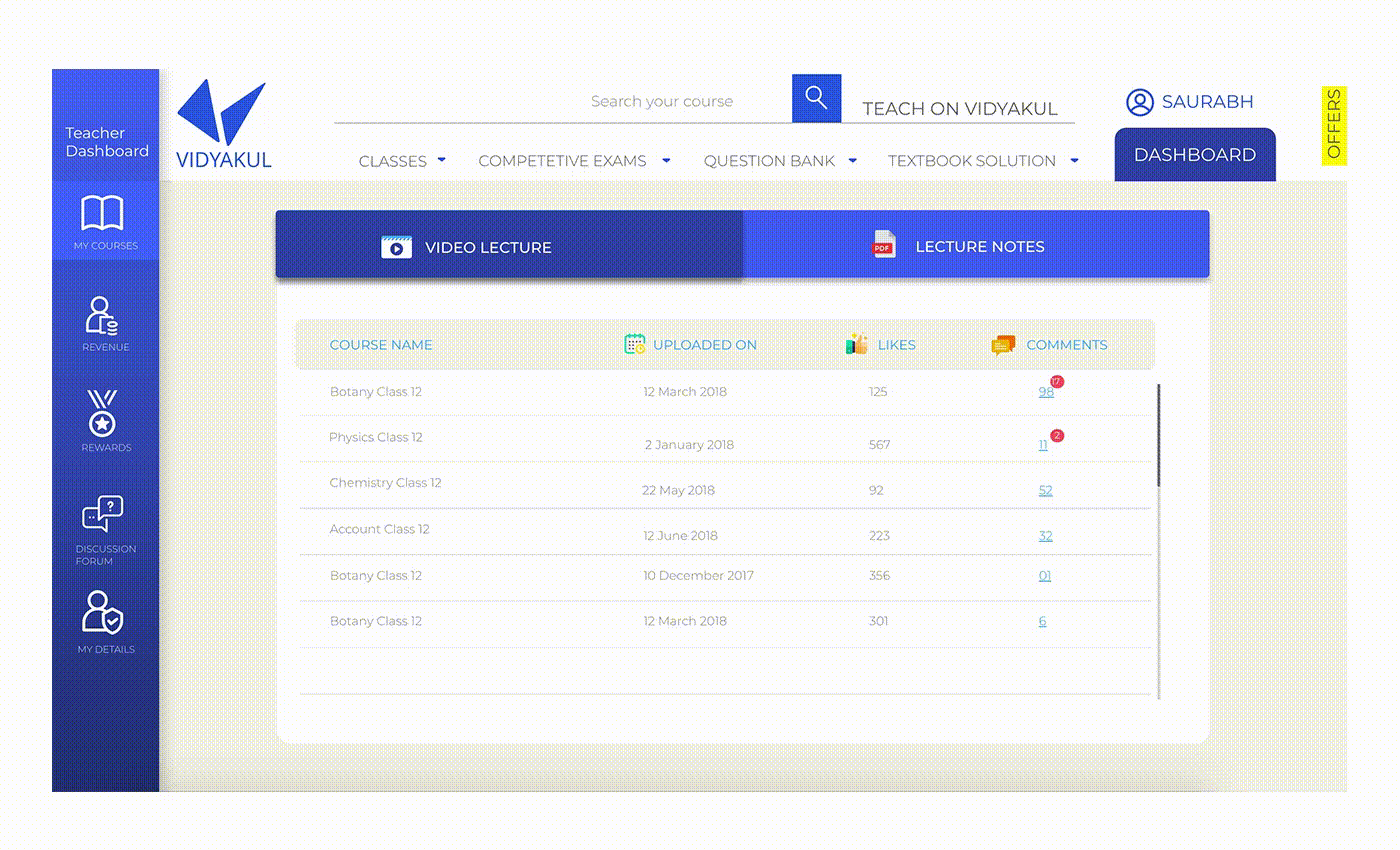 Teacher
Dashboard
MY COURSES
REVENUE
REWARDS
DISCUSSION
FORUM
MY DETAILS
VIDYAKUL
Search your course
TEACH ON VIDYAKUL
SAURABH
OFFERS
CLASSES COMPETETIVE EXAMS QUESTION BANK TEXTBOOK SOLUTION DASHBOARD
VIDEO LECTURE PDF LECTURE NOTES
COURSE NAME UPLOADED ON LIKES COMMENTS
Botany Class 12 12 March 2018 125 98 17
Physics Class 12 2 January 2018 567 11 2
Chemistry Class 12 22 May 2018 92 52
Account Class 12 12 June 2018 223 32
Botany Class 12 10 December 2017 356 01
Botany Class 12 12 March 2018 301 6